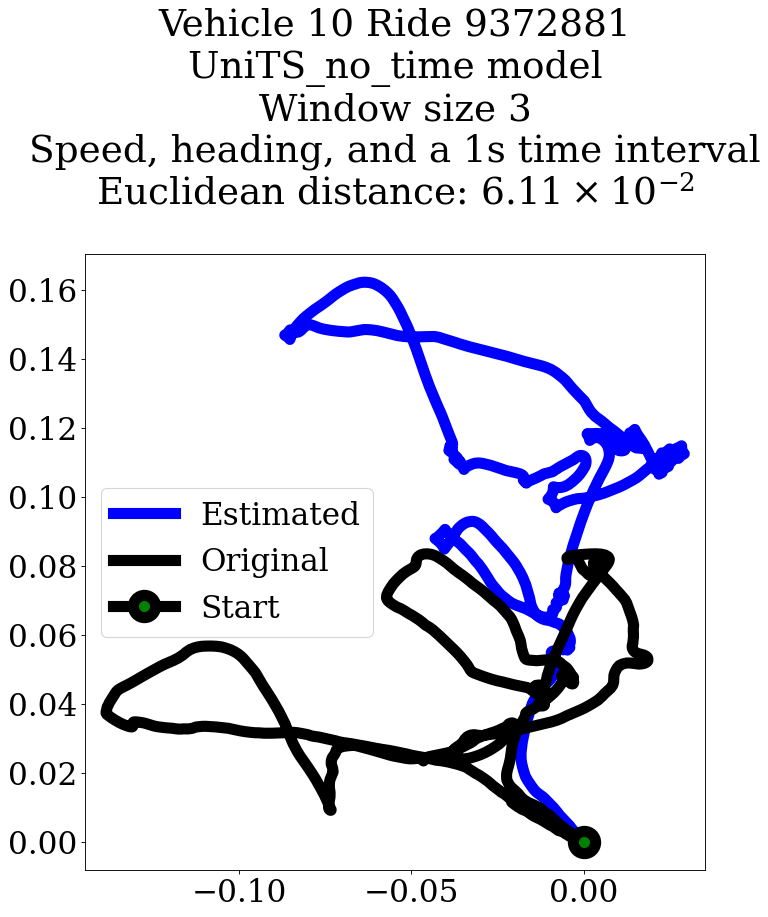 Vehicle 10 Ride 9372881
UniTS_no_time model
Window size 3
Speed, heading, and a 1s time interval
Euclidean distance: 6.11 × 10⁻²
0.16
0.14
0.12
0.10
0.08
0.06
0.04
0.02
0.00
Estimated
Original
Start
−0.10
−0.05
0.00